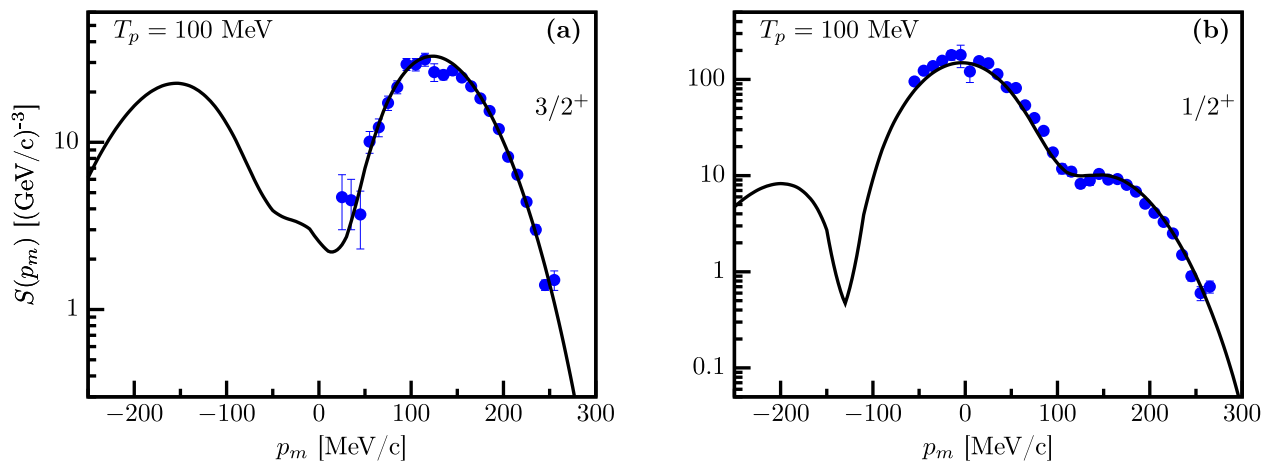 T_p = 100 MeV (a)
3/2⁺
10
1
S(p_m) [(GeV/c)⁻³]
−200 −100 0 100 200 300
p_m [MeV/c]
T_p = 100 MeV (b)
1/2⁺
100
10
1
0.1
−200 −100 0 100 200 300
p_m [MeV/c]